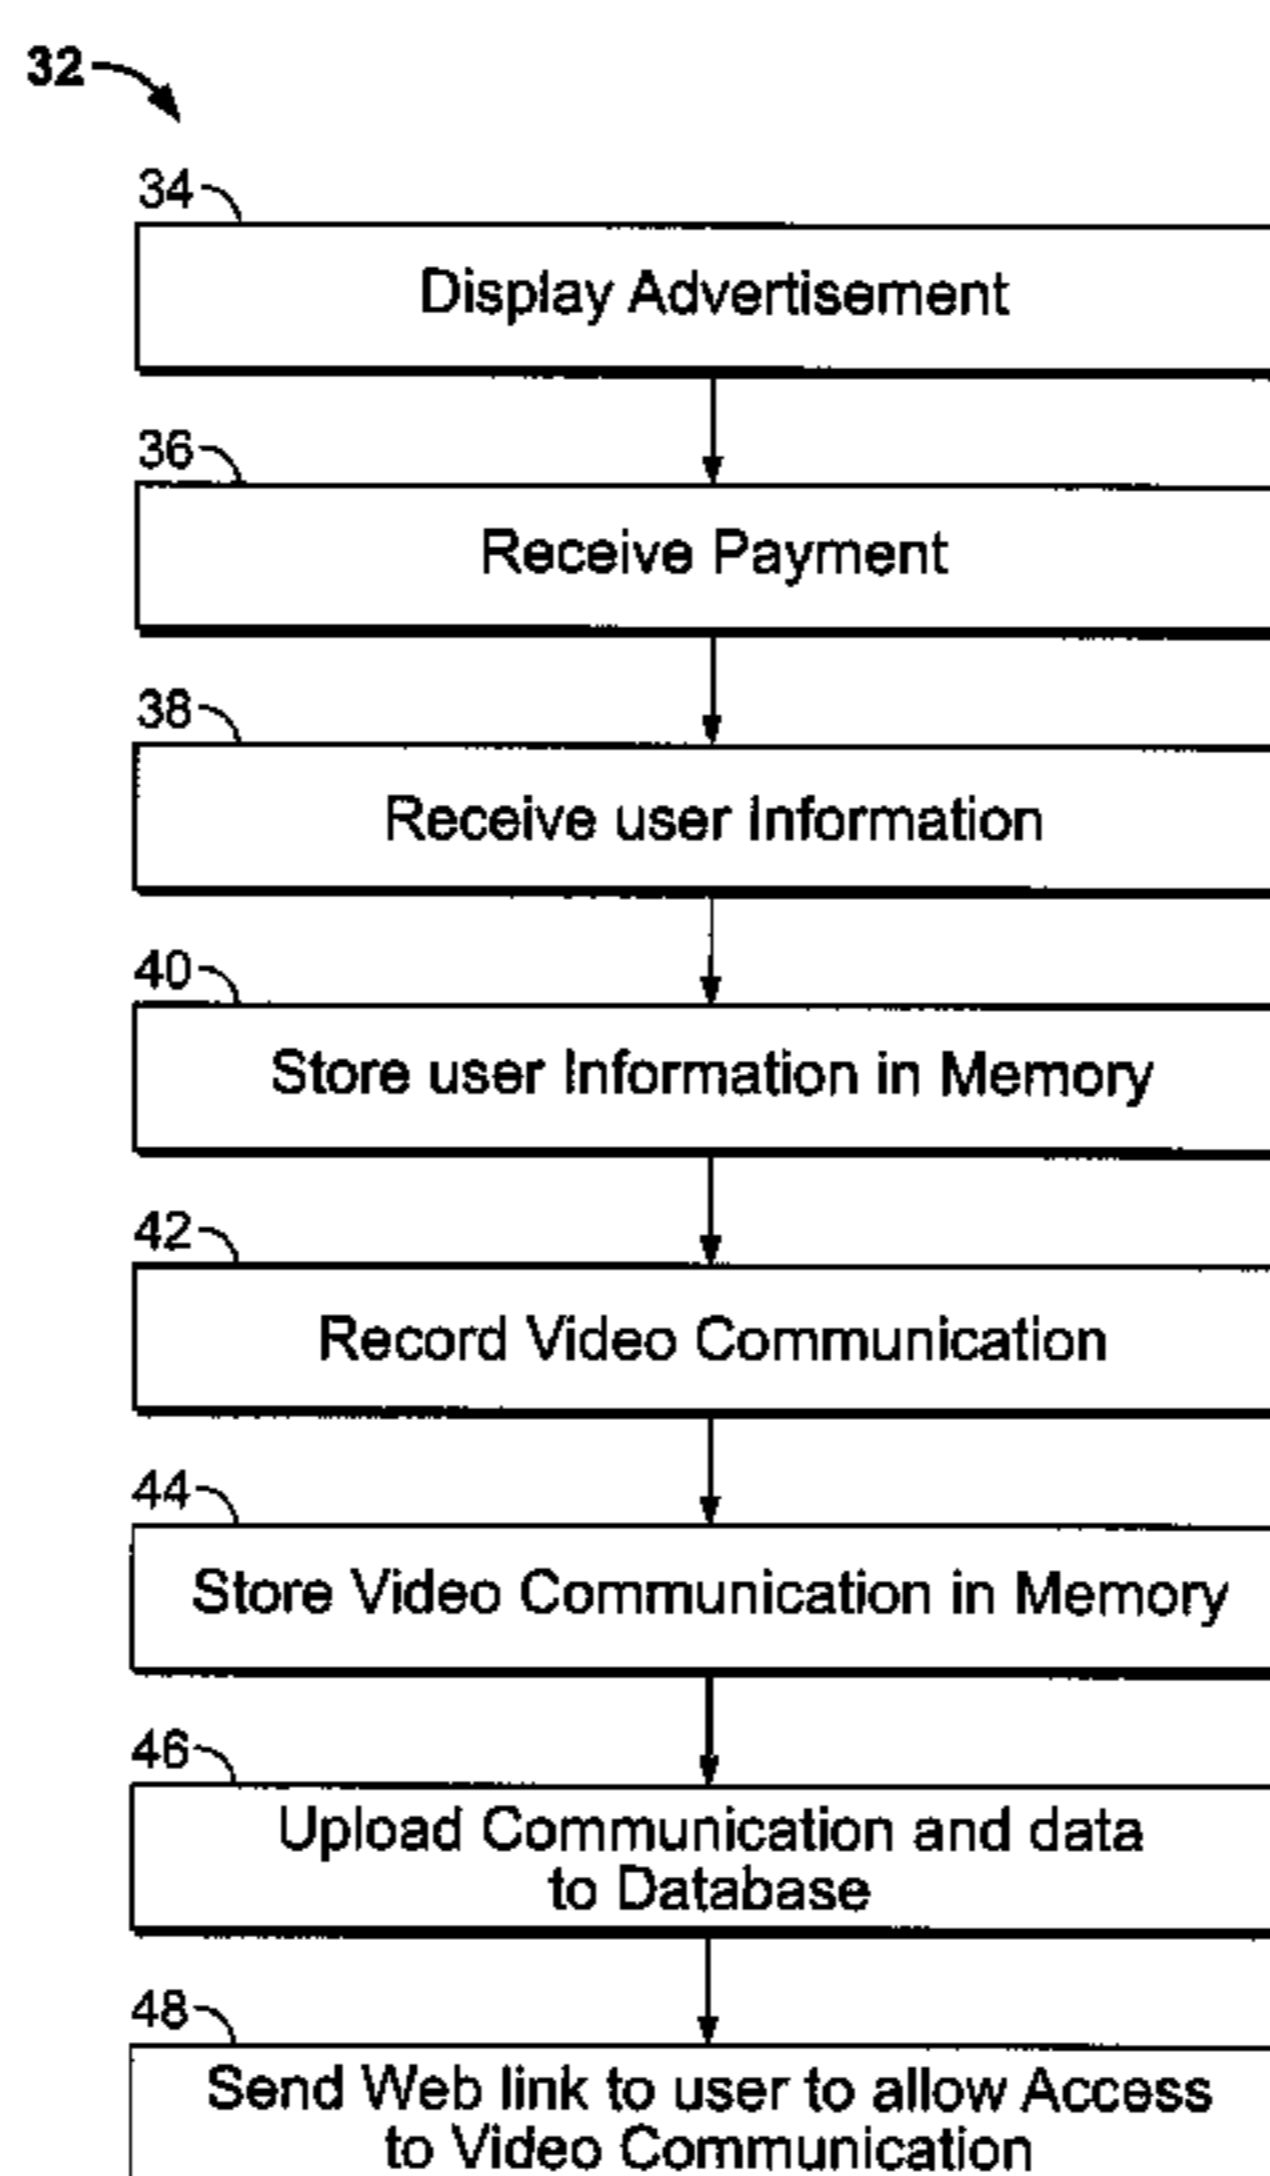 32
34
Display Advertisement
36
Receive Payment
38
Receive user Information
40
Store user Information in Memory
42
Record Video Communication
44
Store Video Communication in Memory
46
Upload Communication and data
to Database
48
Send Web link to user to allow Access
to Video Communication